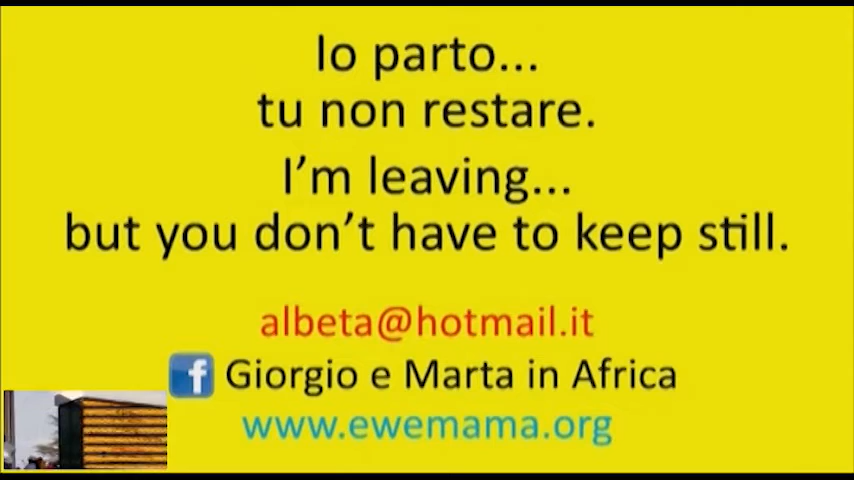 Io parto...
tu non restare.
I'm leaving...
but you don't have to keep still.
albeta@hotmail.it
f Giorgio e Marta in Africa
www.ewemama.org